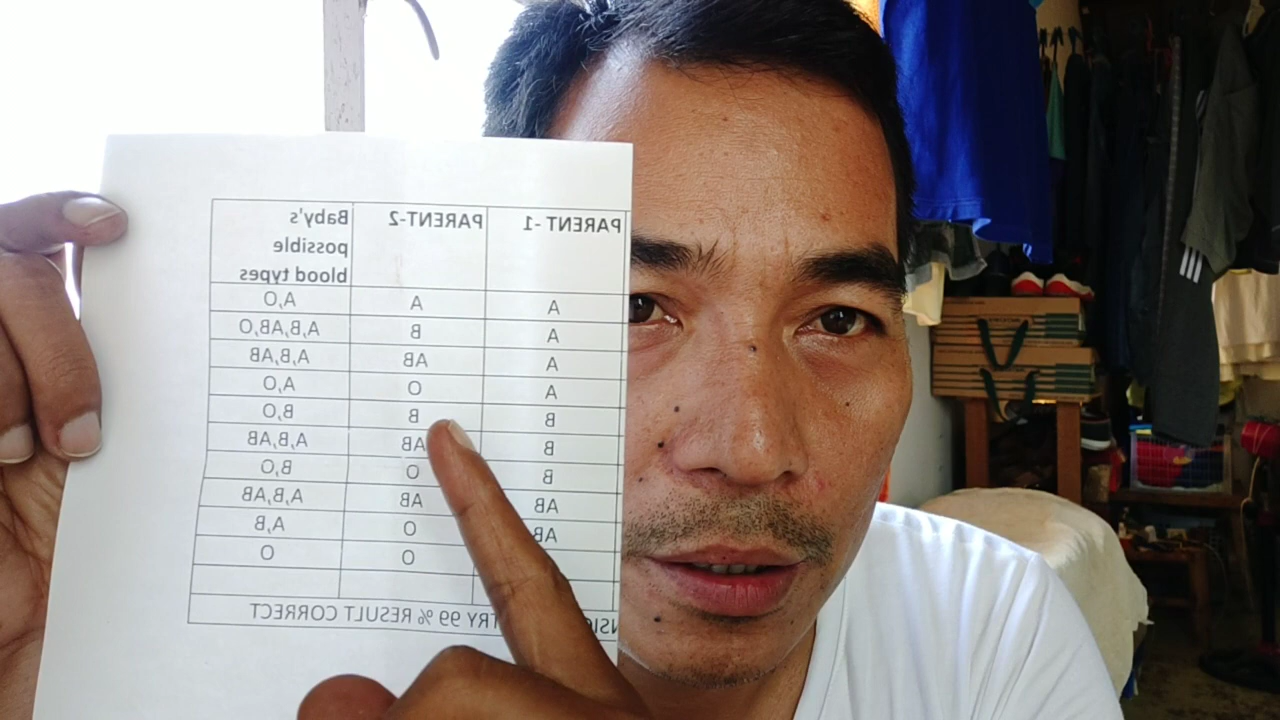 PARENT-1 PARENT-2 Baby's
possible
blood types
A A A,O
A B A,B,AB,O
A AB A,B,AB
A O A,O
B B B,O
B AB A,B,AB
B O B,O
AB AB A,B,AB
AB O A,B
O O
99 % RESULT CORRECT